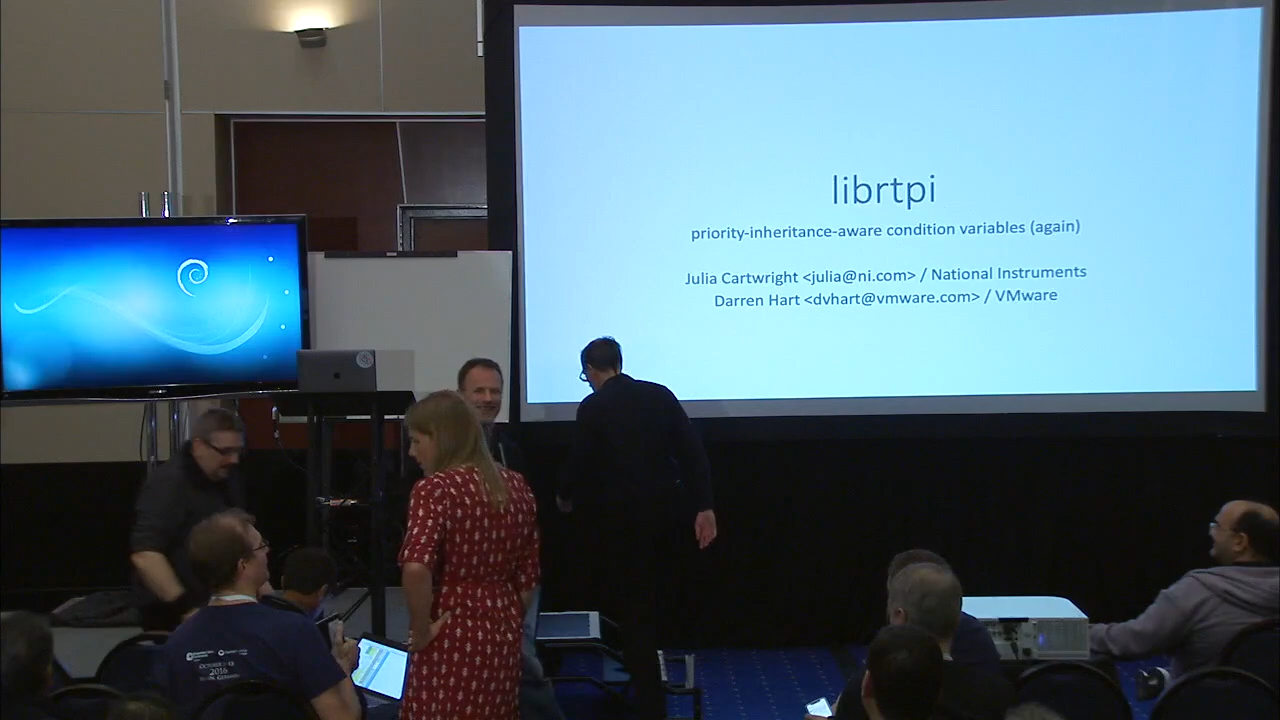 librtpi
priority-inheritance-aware condition variables (again)
Julia Cartwright <julia@ni.com> / National Instruments
Darren Hart <dvhart@vmware.com> / VMware
2016